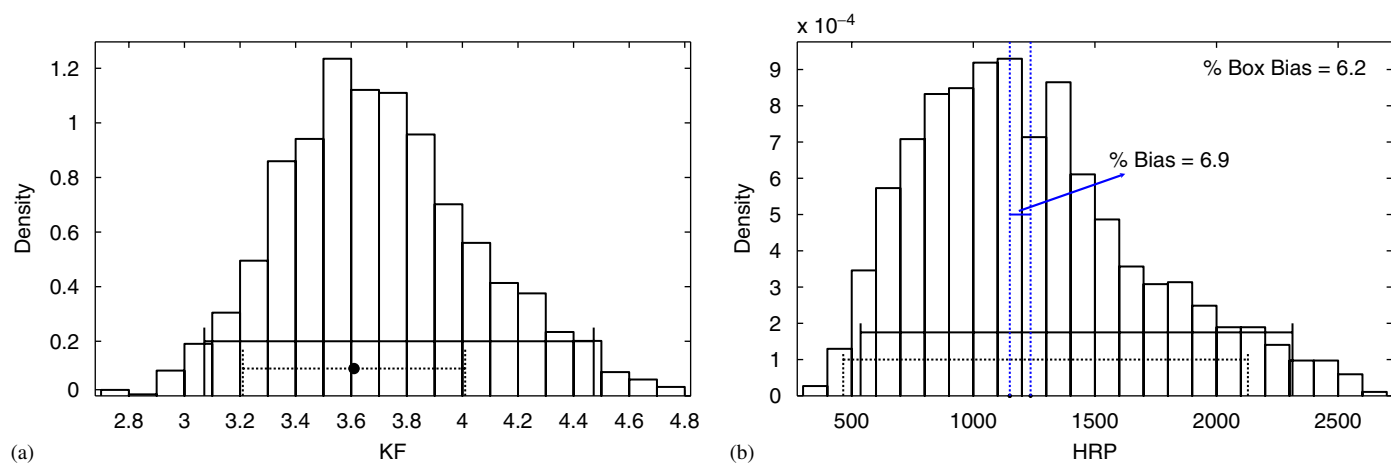 1.2
1
0.8
0.6
0.4
0.2
0
Density
2.8 3 3.2 3.4 3.6 3.8 4 4.2 4.4 4.6 4.8
KF
(a)
x 10⁻⁴
9
8
7
6
5
4
3
2
1
0
Density
% Box Bias = 6.2
% Bias = 6.9
500 1000 1500 2000 2500
HRP
(b)